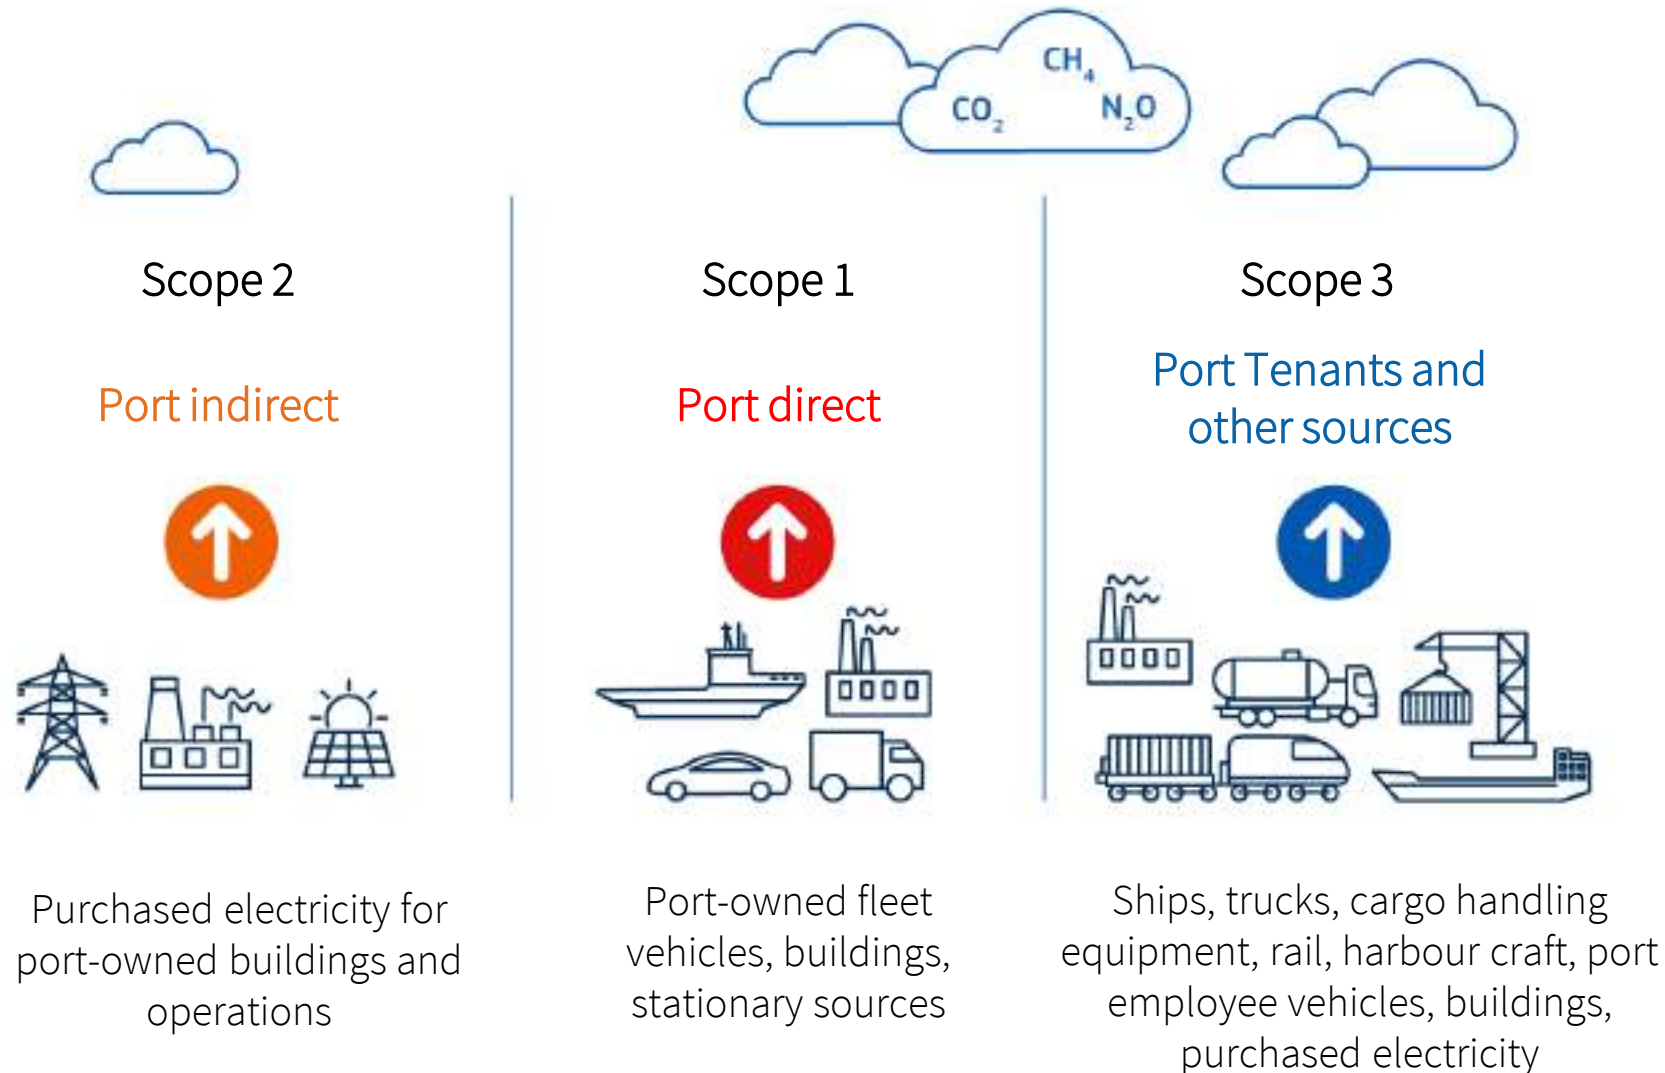 CH₄
CO₂
N₂O
Scope 2
Port indirect
Purchased electricity for
port-owned buildings and
operations
Scope 1
Port direct
Port-owned fleet
vehicles, buildings,
stationary sources
Scope 3
Port Tenants and
other sources
Ships, trucks, cargo handling
equipment, rail, harbour craft, port
employee vehicles, buildings,
purchased electricity